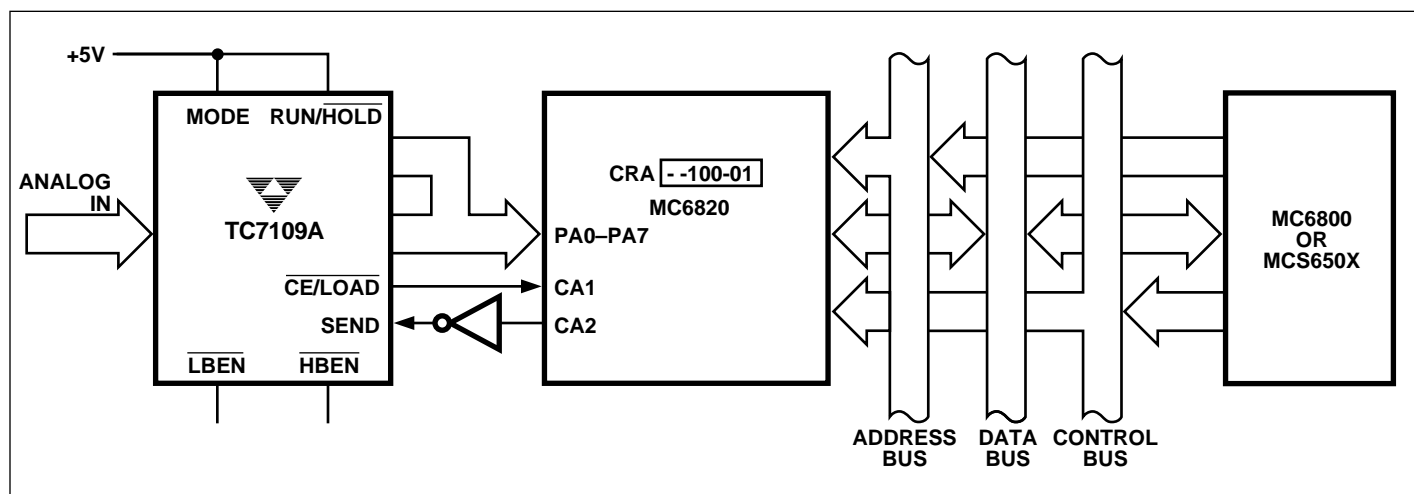 +5V
MODE RUN/HOLD
ANALOG
IN
TC7109A
CE/LOAD
SEND
LBEN HBEN
CRA - -100-01
MC6820
PA0–PA7
CA1
CA2
MC6800
OR
MCS650X
ADDRESS
BUS
DATA
BUS
CONTROL
BUS